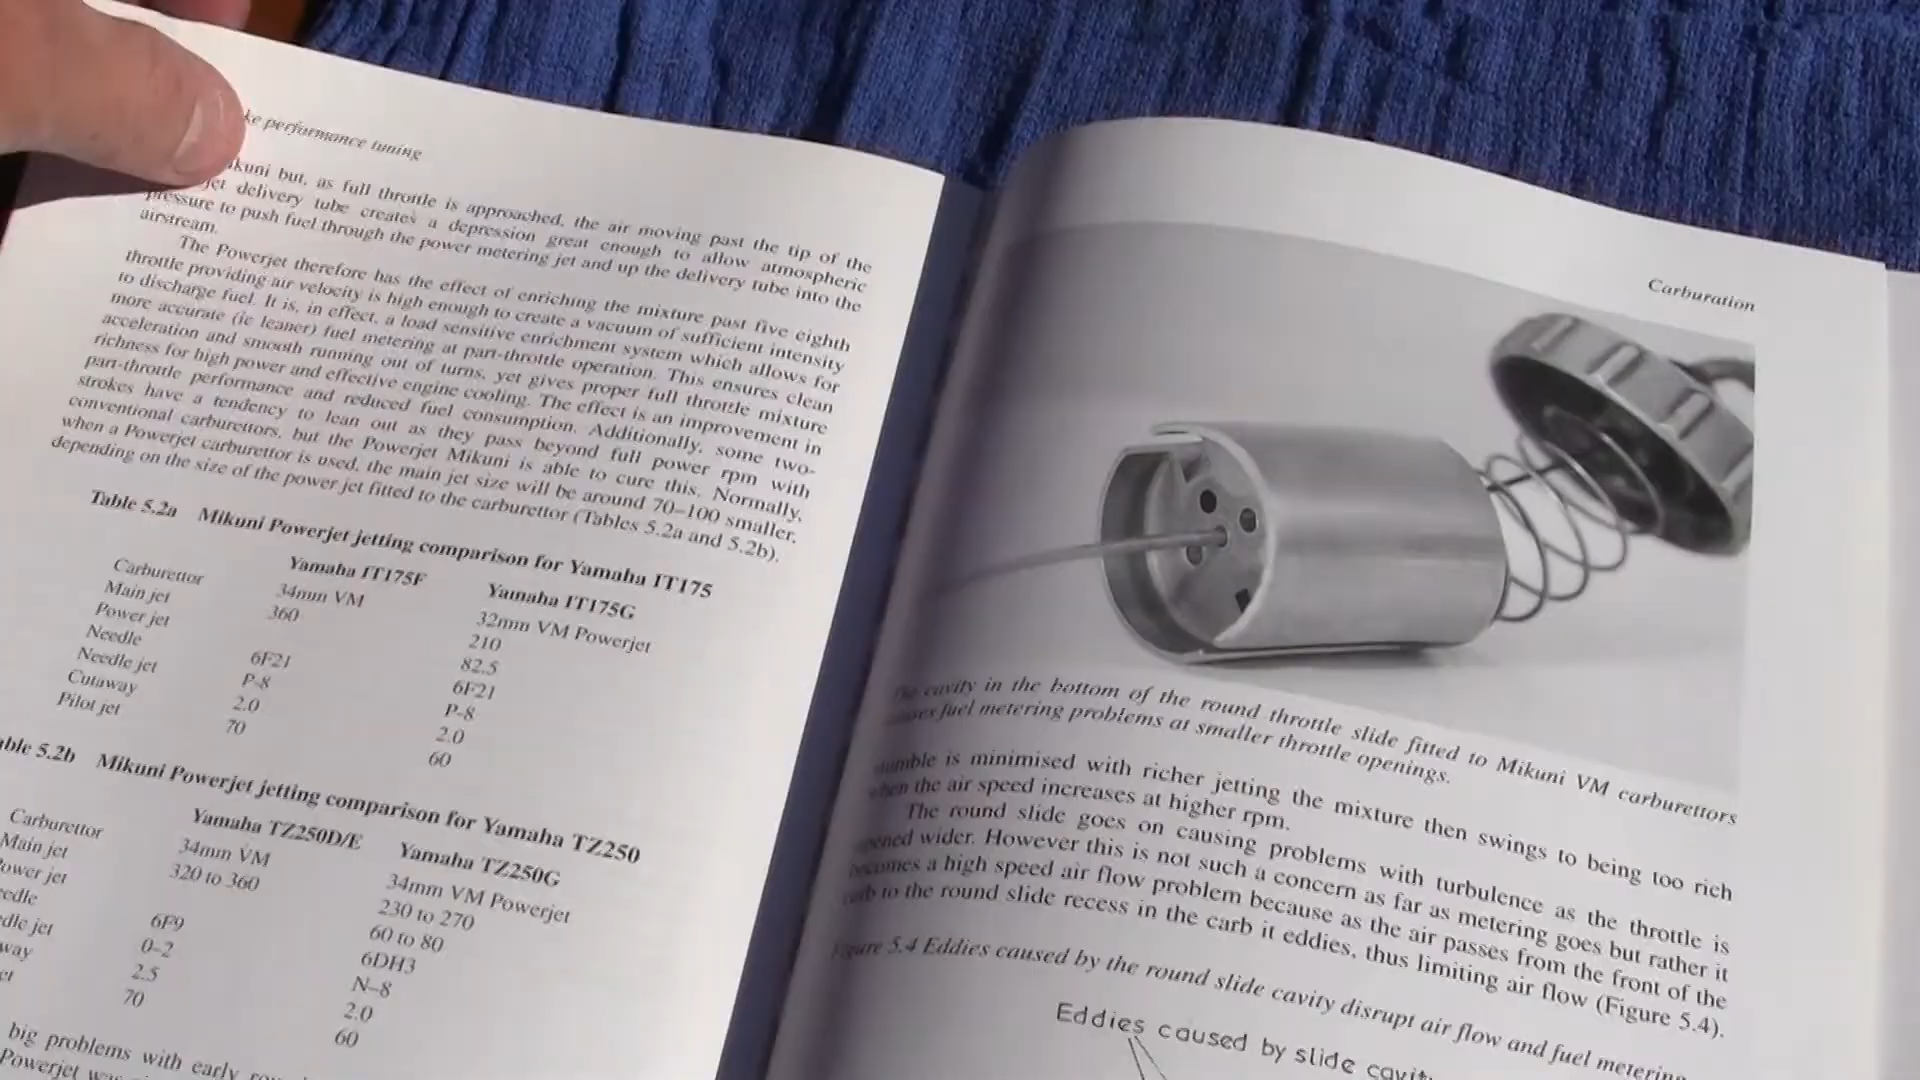 ke performance tuning
ikuni but, as full throttle is approached, the air moving past the tip of the
jet delivery tube creates a depression great enough to allow atmospheric
pressure to push fuel through the power metering jet and up the delivery tube into the
airstream.
The Powerjet therefore has the effect of enriching the mixture past five eighth
throttle providing air velocity is high enough to create a vacuum of sufficient intensity
to discharge fuel. It is, in effect, a load sensitive enrichment system which allows for
more accurate (ie leaner) fuel metering at part-throttle operation. This ensures clean
acceleration and smooth running out of turns, yet gives proper full throttle mixture
richness for high power and effective engine cooling. The effect is an improvement in
part-throttle performance and reduced fuel consumption. Additionally, some two-
strokes have a tendency to lean out as they pass beyond full power rpm with
conventional carburettors, but the Powerjet Mikuni is able to cure this. Normally,
when a Powerjet carburettor is used, the main jet size will be around 70–100 smaller,
depending on the size of the power jet fitted to the carburettor (Tables 5.2a and 5.2b).
Table 5.2a Mikuni Powerjet jetting comparison for Yamaha IT175
Yamaha IT175F Yamaha IT175G
Carburettor 34mm VM 32mm VM Powerjet
Main jet 360 210
Power jet 82.5
Needle 6F21 6F21
Needle jet P-8 P-8
Cutaway 2.0 2.0
Pilot jet 70 60
able 5.2b Mikuni Powerjet jetting comparison for Yamaha TZ250
Yamaha TZ250D/E Yamaha TZ250G
Carburettor 34mm VM 34mm VM Powerjet
Main jet 320 to 360 230 to 270
ower jet 60 to 80
eedle 6F9 6DH3
dle jet 0–2 N–8
way 2.5 2.0
et 70 60
big problems with early
Powerjet
Carburation
The cavity in the bottom of the round throttle slide fitted to Mikuni VM carburettors
fuel metering problems at smaller throttle openings.
is minimised with richer jetting the mixture then swings to being too rich
when the air speed increases at higher rpm.
The round slide goes on causing problems with turbulence as the throttle is
opened wider. However this is not such a concern as far as metering goes but rather it
becomes a high speed air flow problem because as the air passes from the front of the
carb to the round slide recess in the carb it eddies, thus limiting air flow (Figure 5.4).
Figure 5.4 Eddies caused by the round slide cavity disrupt air flow and fuel metering
Eddies caused by slide cavity